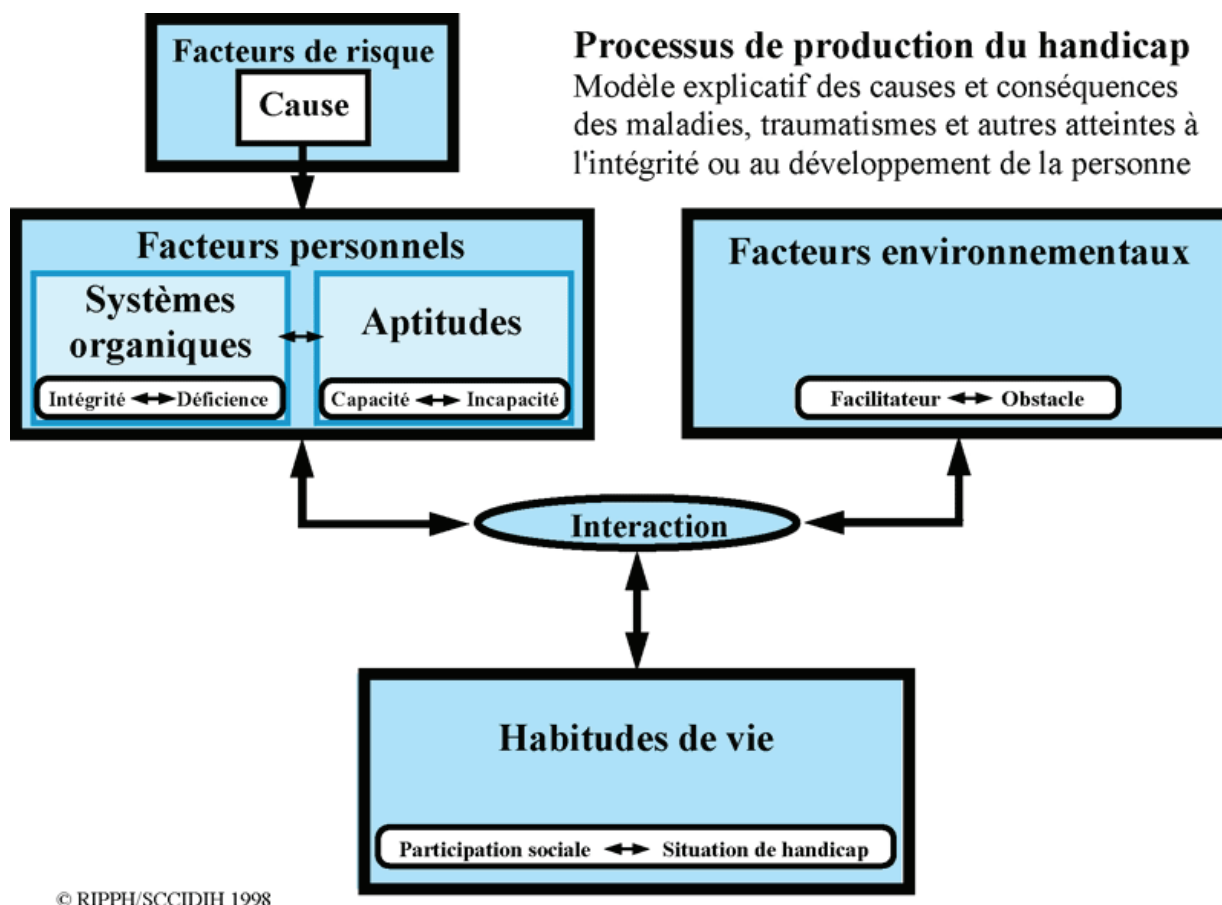 Facteurs de risque
Cause
Processus de production du handicap
Modèle explicatif des causes et conséquences
des maladies, traumatismes et autres atteintes à
l'intégrité ou au développement de la personne
Facteurs personnels
Systèmes
organiques
Intégrité Déficience
Aptitudes
Capacité Incapacité
Facteurs environnementaux
Facilitateur Obstacle
Interaction
Habitudes de vie
Participation sociale Situation de handicap
© RIPPH/SCCIDIH 1998